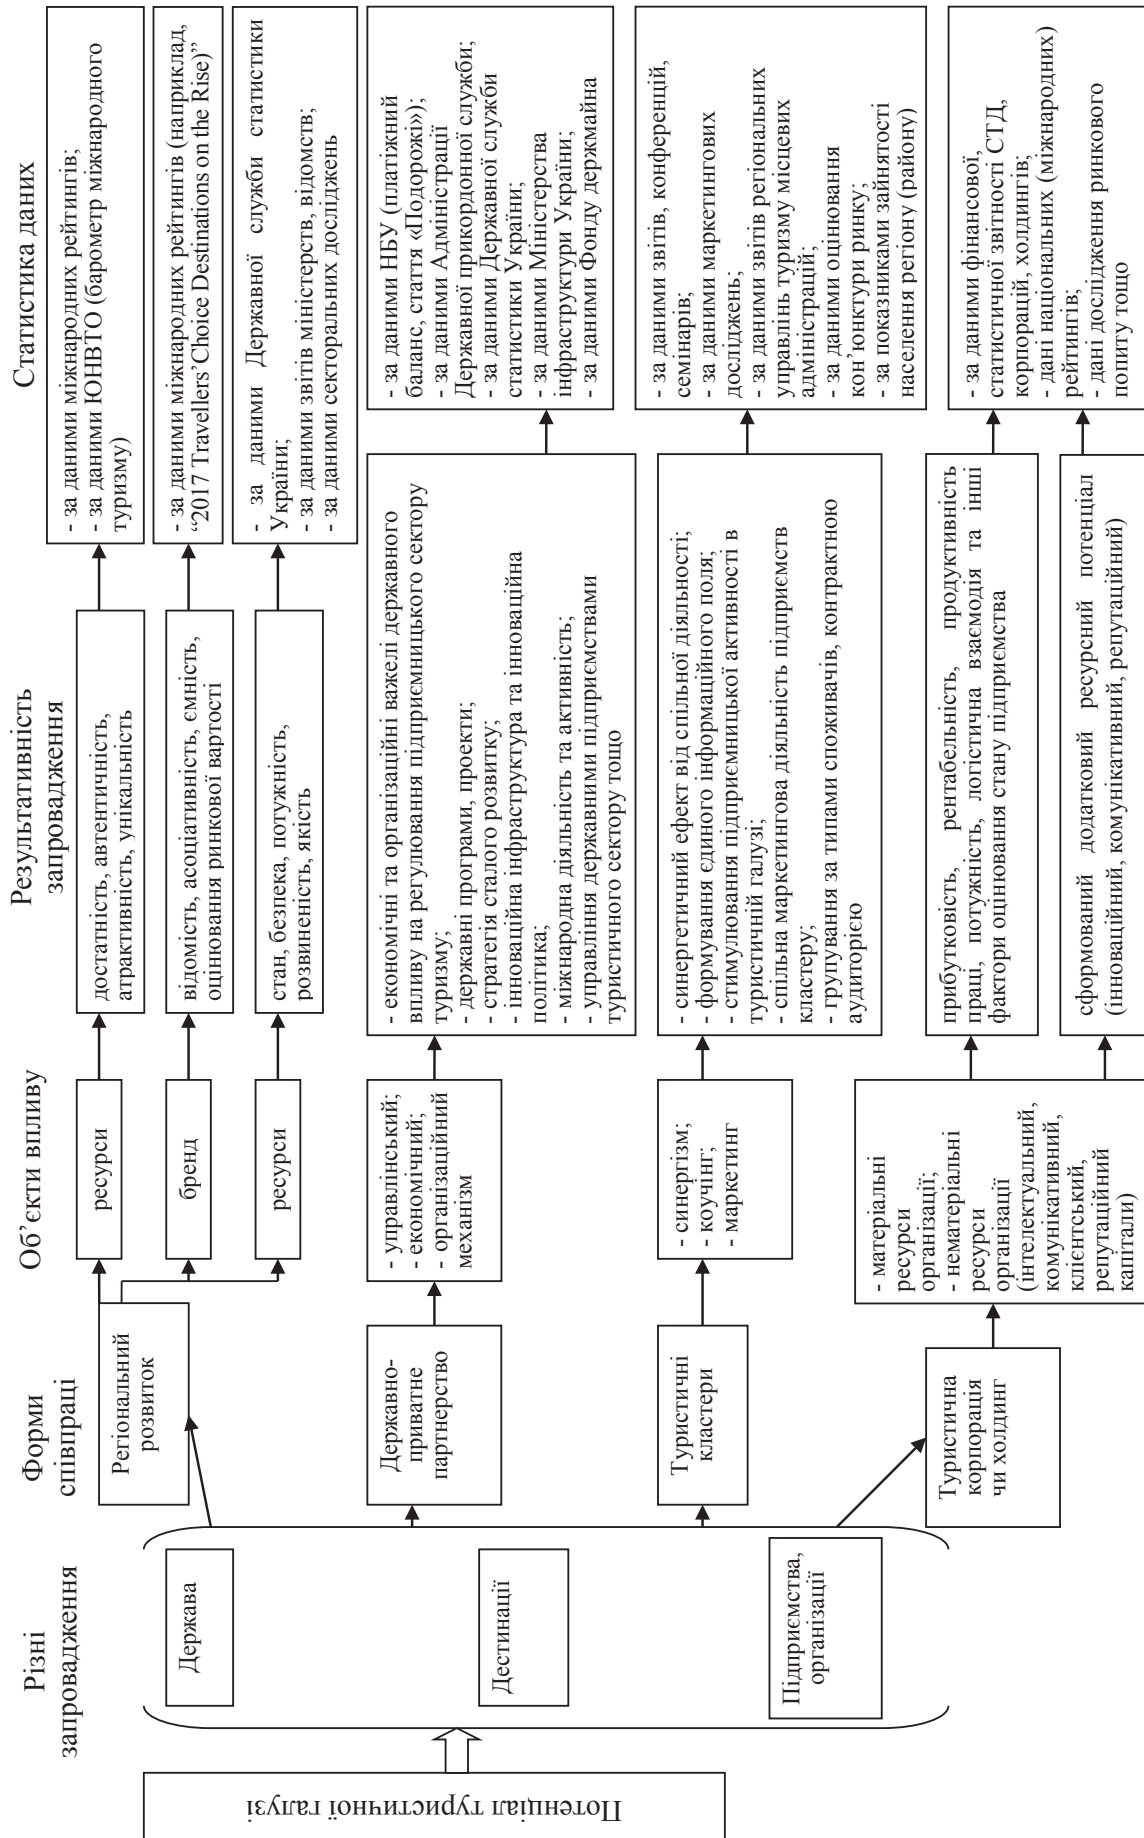 Різні
запровадження
Форми
співпраці
Об’єкти впливу
Результативність
запровадження
Статистика даних
Потенціал туристичної галузі
Держава
Дестинації
Підприємства,
організації
Регіональний
розвиток
ресурси
достатність, автентичність,
атрактивність, унікальність
- за даними міжнародних рейтингів;
- за даними ЮНВТО (барометр міжнародного
туризму)
бренд
відомість, асоціативність, ємність,
оцінювання ринкової вартості
- за даними міжнародних рейтингів (наприклад,
“2017 Travellers’ Choice Destinations on the Rise)”
ресурси
стан, безпека, потужність,
розвиненість, якість
- за даними Державної служби статистики
України;
- за даними звітів міністерств, відомств;
- за даними секторальних досліджень
Державно-
приватне
партнерство
- управлінський;
- економічний;
- організаційний
механізм
- економічні та організаційні важелі державного
впливу на регулювання підприємницького сектору
туризму;
- державні програми, проекти;
- стратегія сталого розвитку;
- інноваційна інфраструктура та інноваційна
політика;
- міжнародна діяльність та активність;
- управління державними підприємствами
туристичного сектору тощо
- за даними НБУ (платіжний
баланс, стаття «Подорожі»);
- за даними Адміністрації
Державної прикордонної служби;
- за даними Державної служби
статистики України;
- за даними Міністерства
інфраструктури України;
- за даними Фонду держмайна
Туристичні
кластери
- синергізм;
- коучінг;
- маркетинг
- синергетичний ефект від спільної діяльності;
- формування єдиного інформаційного поля;
- стимулювання підприємницької активності в
туристичній галузі;
- спільна маркетингова діяльність підприємств
кластеру;
- групування за типами споживачів, контрактною
аудиторією
- за даними звітів, конференцій,
семінарів;
- за даними маркетингових
досліджень;
- за даними звітів регіональних
управлінь туризму місцевих
адміністрацій;
- за даними оцінювання
кон’юнктури ринку;
- за показниками зайнятості
населення регіону (району)
Туристична
корпорація
чи холдинг
- матеріальні
ресурси
організації;
- нематеріальні
ресурси
організації
(інтелектуальний,
комунікативний,
клієнтський,
репутаційний
капітали)
прибутковість, рентабельність, продуктивність
праці, потужність, логістична взаємодія та інші
фактори оцінювання стану підприємства
сформований додатковий ресурсний потенціал
(інноваційний, комунікативний, репутаційний)
- за даними фінансової,
статистичної звітності СТД,
корпорацій, холдингів;
- дані національних (міжнародних)
рейтингів;
- дані дослідження ринкового
попиту тощо